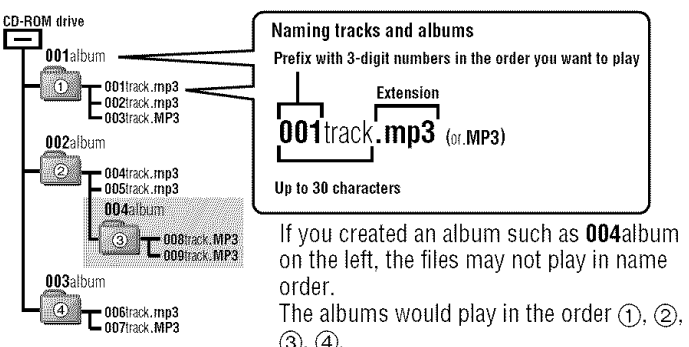 CD-ROM drive
001album
①
001track.mp3
002track.mp3
003track.MP3
002album
②
004track.mp3
005track.mp3
004album
③
008track.MP3
009track.MP3
003album
④
006track.mp3
007track.MP3
Naming tracks and albums
Prefix with 3-digit numbers in the order you want to play
Extension
001track.mp3 (or.MP3)
Up to 30 characters
If you created an album such as 004album
on the left, the files may not play in name
order.
The albums would play in the order ①, ②,
③, ④.